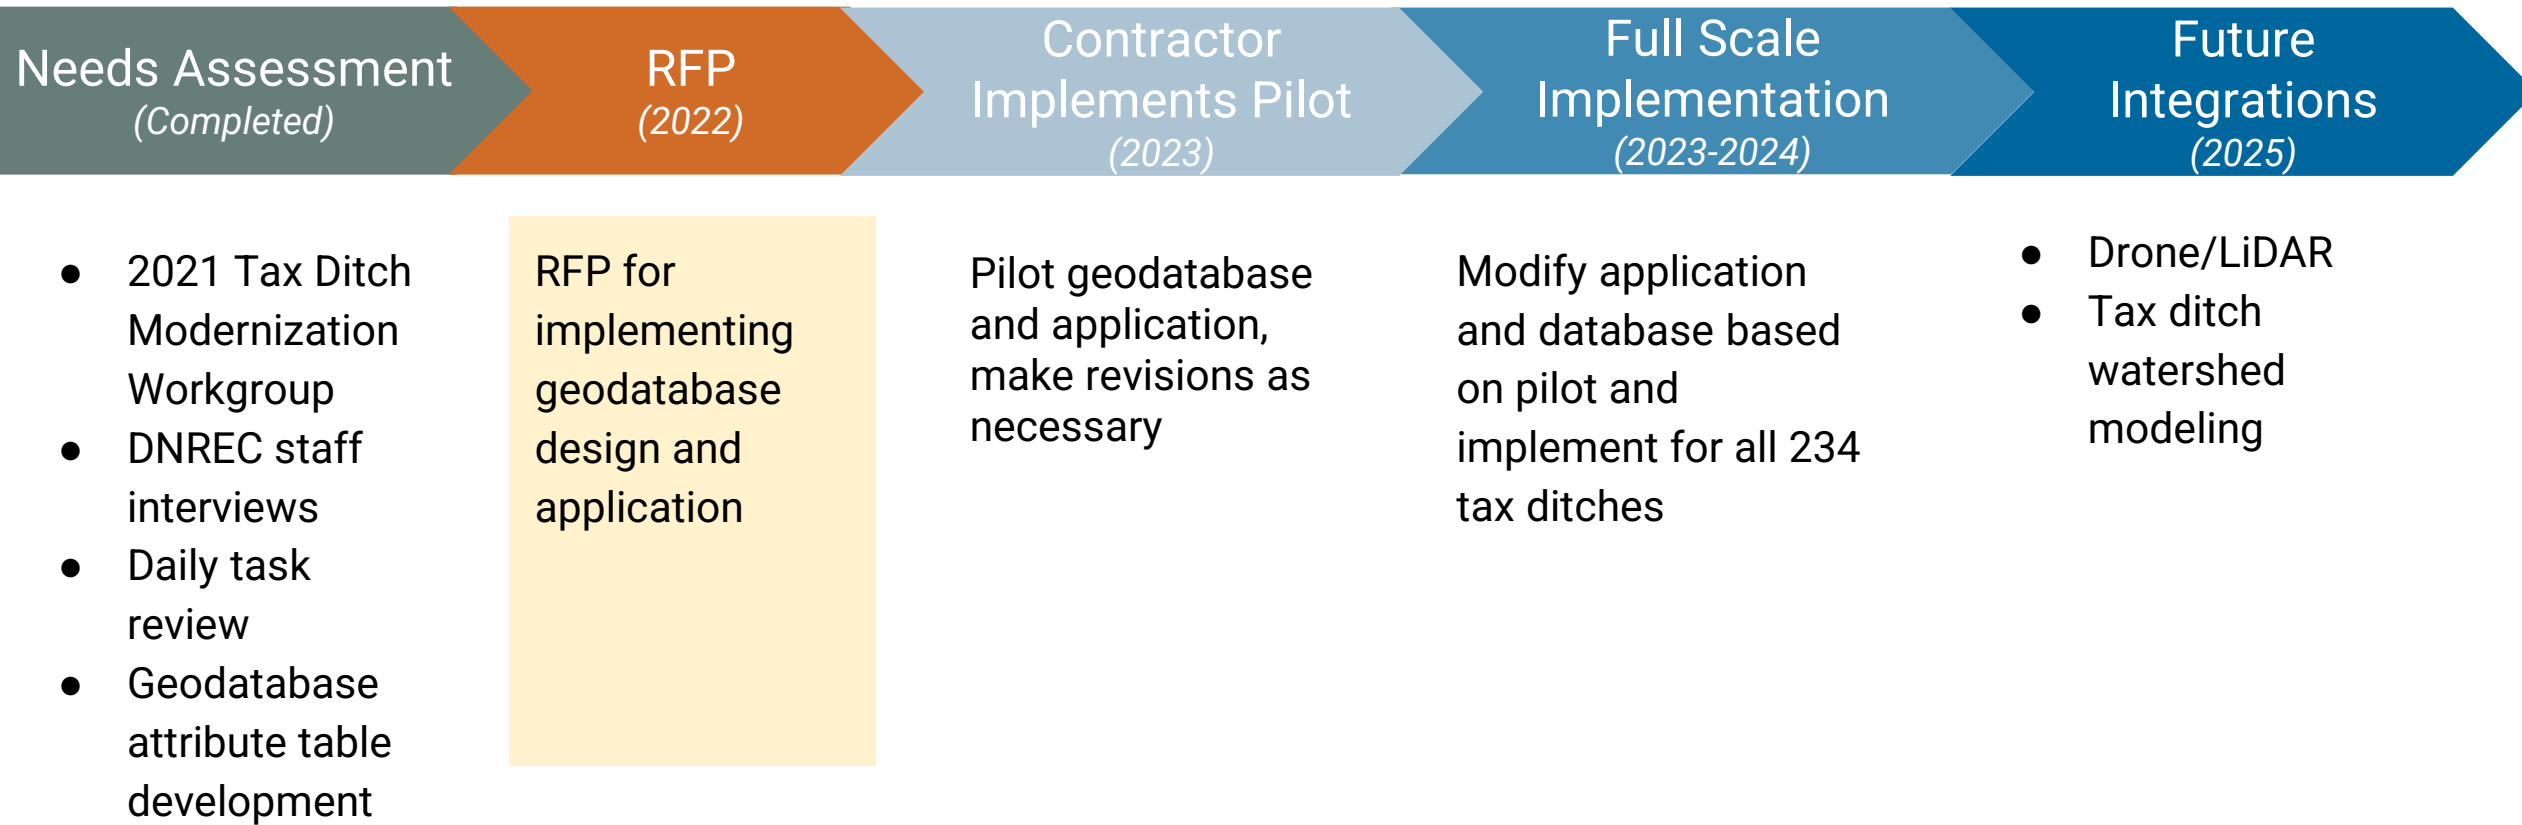 Needs Assessment
(Completed)
RFP
(2022)
Contractor
Implements Pilot
(2023)
Full Scale
Implementation
(2023-2024)
Future
Integrations
(2025)
● 2021 Tax Ditch
Modernization
Workgroup
● DNREC staff
interviews
● Daily task
review
● Geodatabase
attribute table
development
RFP for
implementing
geodatabase
design and
application
Pilot geodatabase
and application,
make revisions as
necessary
Modify application
and database based
on pilot and
implement for all 234
tax ditches
● Drone/LiDAR
● Tax ditch
watershed
modeling